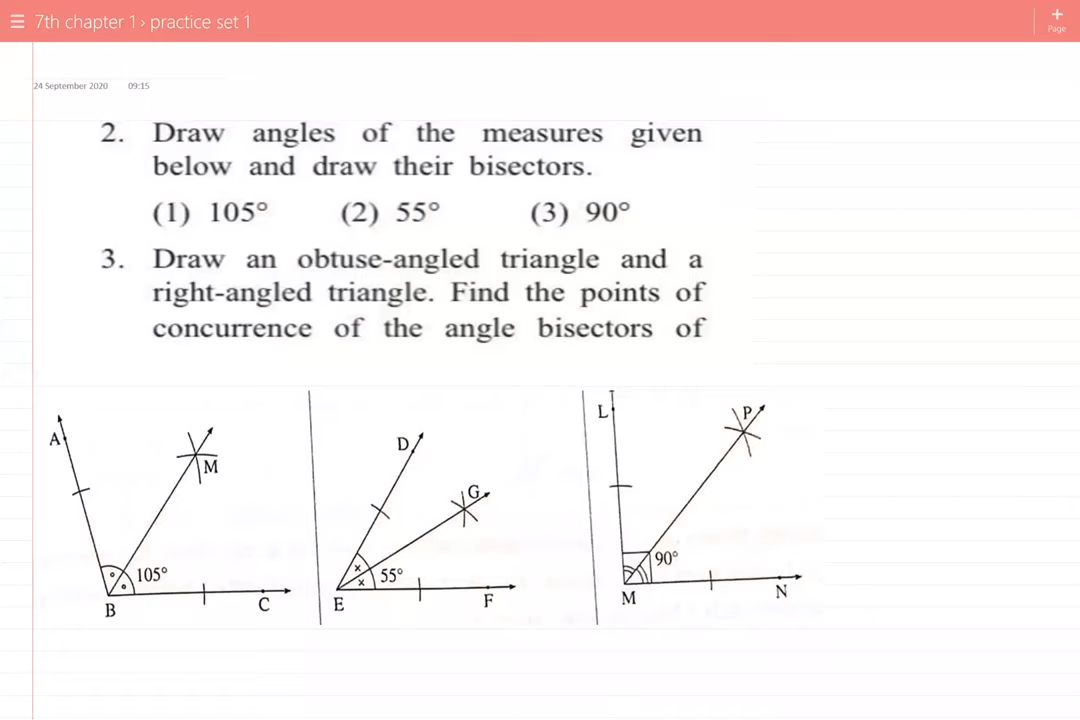 ☰ 7th chapter 1 › practice set 1
+
Page
24 September 2020 09:15
2. Draw angles of the measures given
below and draw their bisectors.
(1) 105° (2) 55° (3) 90°
3. Draw an obtuse-angled triangle and a
right-angled triangle. Find the points of
concurrence of the angle bisectors of
A
M
105°
B
C
D
G
x
x
55°
E
F
L
P
90°
M
N